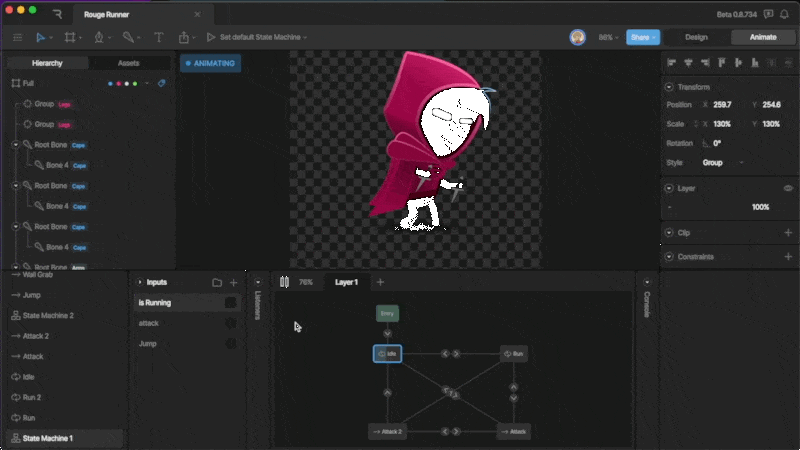 Rouge Runner
Beta 0.8.734
Set default State Machine
86%
Share
Design
Animate
Hierarchy
Assets
ANIMATING
Full
Group Legs
Group Legs
Root Bone Cape
Bone 4 Cape
Root Bone Cape
Bone 4 Cape
Root Bone Cape
Bone 4 Cape
Root Bone Arms
Transform
Position X 259.7 Y 254.6
Scale X 130% Y 130%
Rotation 0°
Style Group
Layer
- 100%
Clip
Constraints
Wall Grab
Jump
State Machine 2
Attack 2
Attack
Idle
Run 2
Run
State Machine 1
Inputs
is Running
attack
Jump
Listeners
76%
Layer 1
Entry
Idle
Run
Attack 2
Attack
Console